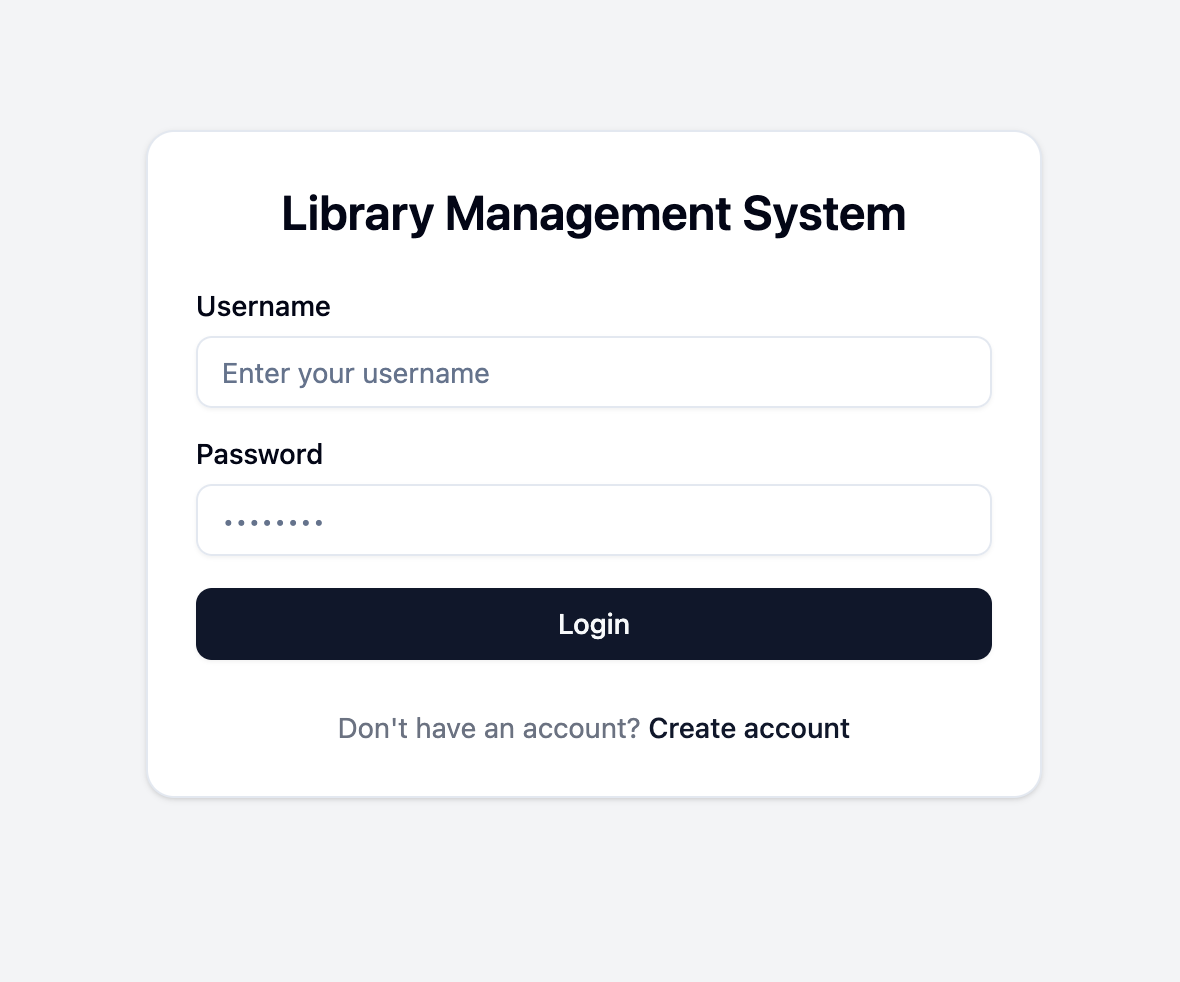 Library Management System
Username
Enter your username
Password
••••••••
Login
Don't have an account? Create account